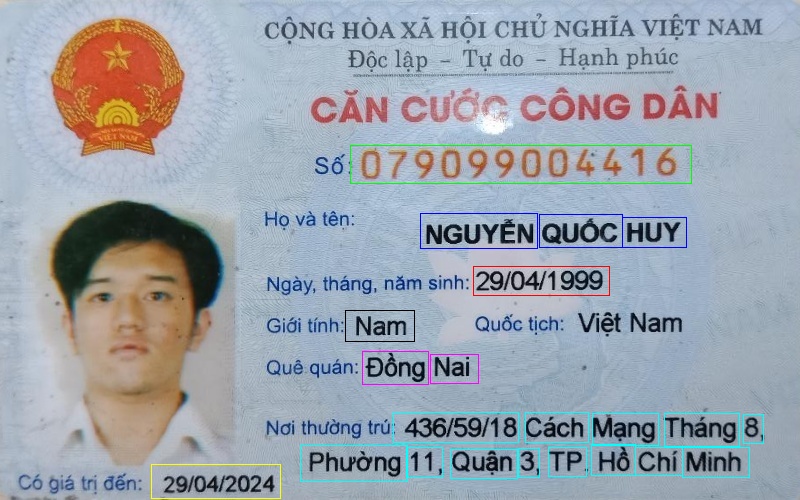 CỘNG HÒA XÃ HỘI CHỦ NGHĨA VIỆT NAM
Độc lập – Tự do – Hạnh phúc
CĂN CƯỚC CÔNG DÂN
Số: 079099004416
Họ và tên: NGUYỄN QUỐC HUY
Ngày, tháng, năm sinh: 29/04/1999
Giới tính: Nam Quốc tịch: Việt Nam
Quê quán: Đồng Nai
Nơi thường trú: 436/59/18 Cách Mạng Tháng 8,
Phường 11, Quận 3, TP. Hồ Chí Minh
Có giá trị đến: 29/04/2024